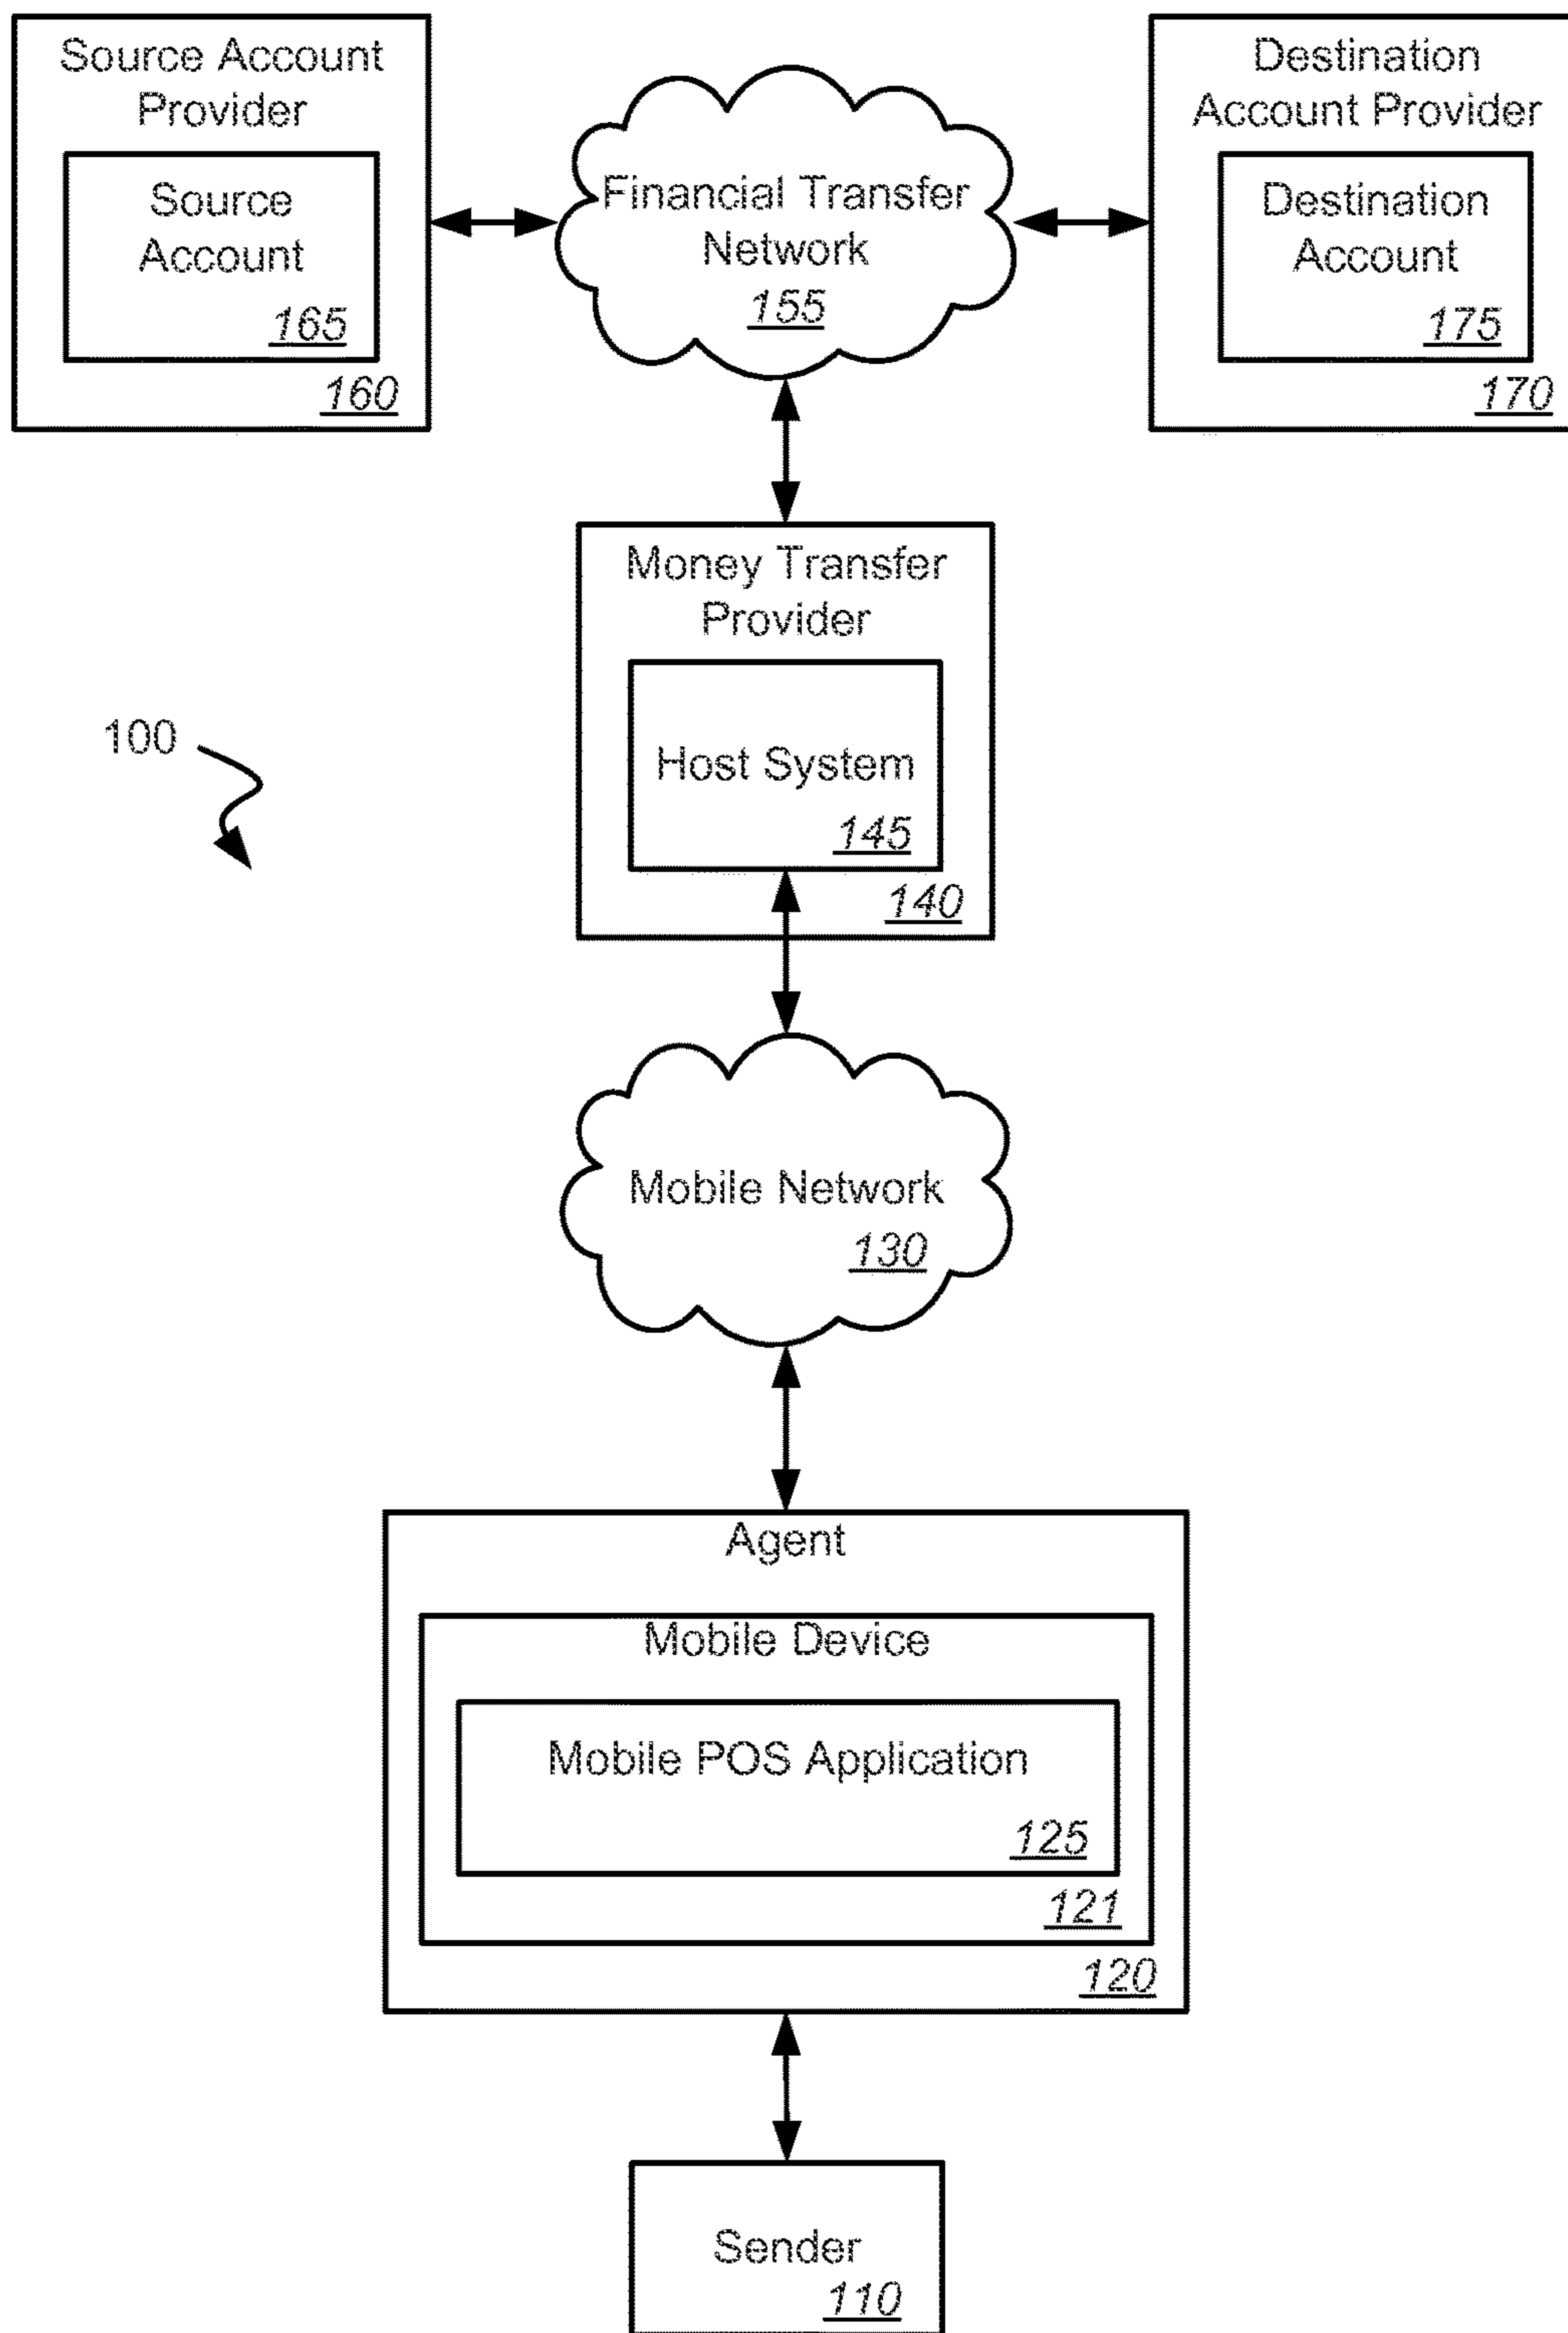 Source Account
Provider
Source
Account
165
160
Financial Transfer
Network
155
Destination
Account Provider
Destination
Account
175
170
Money Transfer
Provider
Host System
145
140
100
Mobile Network
130
Agent
Mobile Device
Mobile POS Application
125
121
120
Sender
110